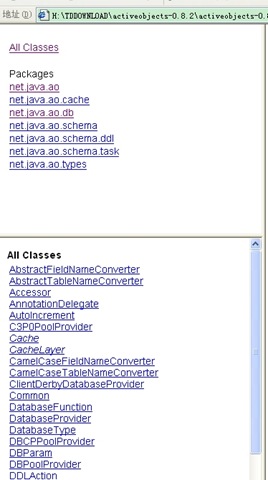 地址(D)
H:\TDDOWNLOAD\activeobjects-0.8.2\activeobjects-0.8
All Classes
Packages
net.java.ao
net.java.ao.cache
net.java.ao.db
net.java.ao.schema
net.java.ao.schema.ddl
net.java.ao.schema.task
net.java.ao.types
All Classes
AbstractFieldNameConverter
AbstractTableNameConverter
Accessor
AnnotationDelegate
AutoIncrement
C3P0PoolProvider
Cache
CacheLayer
CamelCaseFieldNameConverter
CamelCaseTableNameConverter
ClientDerbyDatabaseProvider
Common
DatabaseFunction
DatabaseProvider
DatabaseType
DBCPPoolProvider
DBParam
DBPoolProvider
DDLAction